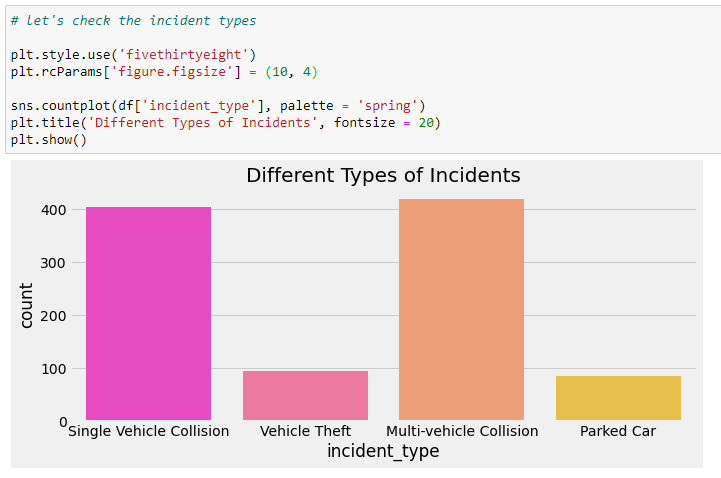 # let's check the incident types
plt.style.use('fivethirtyeight')
plt.rcParams['figure.figsize'] = (10, 4)
sns.countplot(df['incident_type'], palette = 'spring')
plt.title('Different Types of Incidents', fontsize = 20)
plt.show()
Different Types of Incidents
400
300
200
100
0
count
Single Vehicle Collision Vehicle Theft Multi-vehicle Collision Parked Car
incident_type